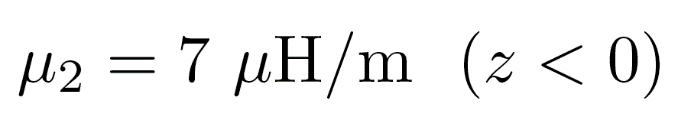 μ₂ = 7 μH/m (z < 0)